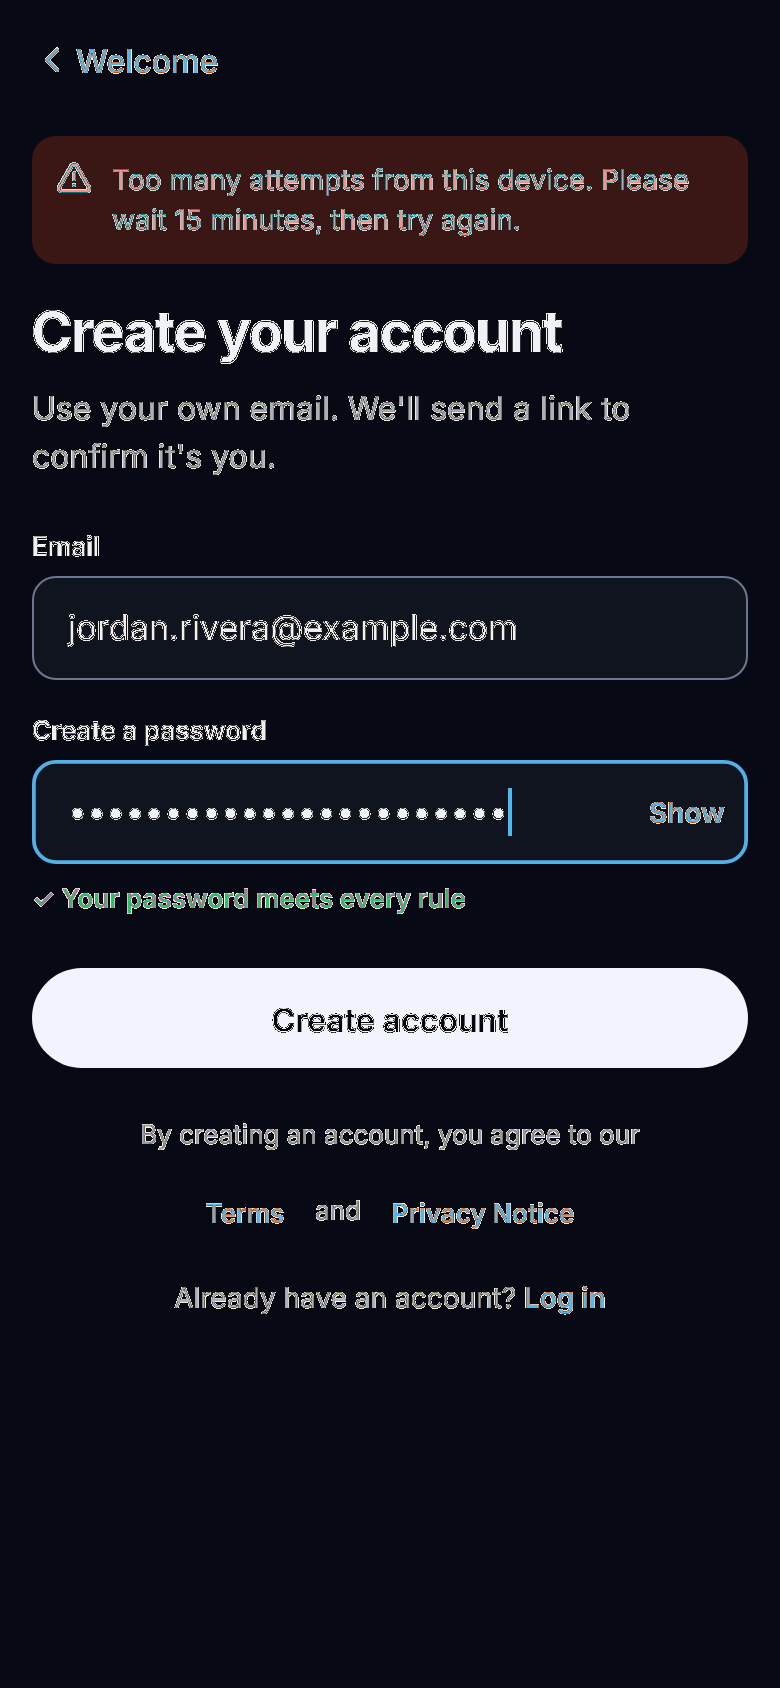 Welcome
Too many attempts from this device. Please
wait 15 minutes, then try again.
Create your account
Use your own email. We'll send a link to
confirm it's you.
Email
jordan.rivera@example.com
Create a password
•••••••••••••••••••••••
Show
Your password meets every rule
Create account
By creating an account, you agree to our
Terms and Privacy Notice
Already have an account? Log in